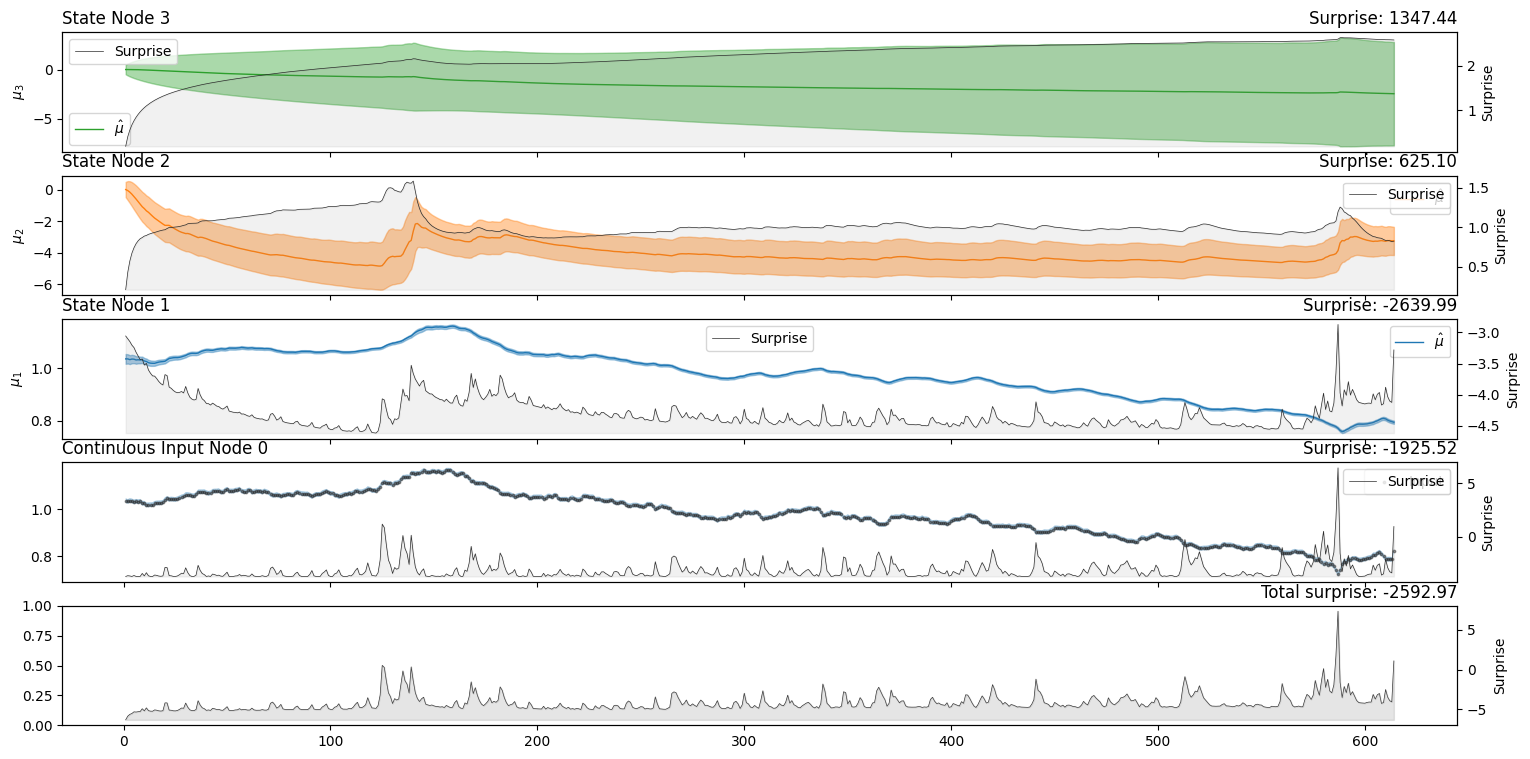 State Node 3 Surprise: 1347.44
Surprise
μ̂
μ3
0
−5
2
1
Surprise
State Node 2 Surprise: 625.10
Surprise
μ2
0
−2
−4
−6
1.5
1.0
0.5
Surprise
State Node 1 Surprise: -2639.99
Surprise
μ̂
μ1
1.0
0.8
−3.0
−3.5
−4.0
−4.5
Surprise
Continuous Input Node 0 Surprise: -1925.52
Surprise
1.0
0.8
5
0
Surprise
Total surprise: -2592.97
1.00
0.75
0.50
0.25
0.00
5
0
−5
Surprise
0 100 200 300 400 500 600